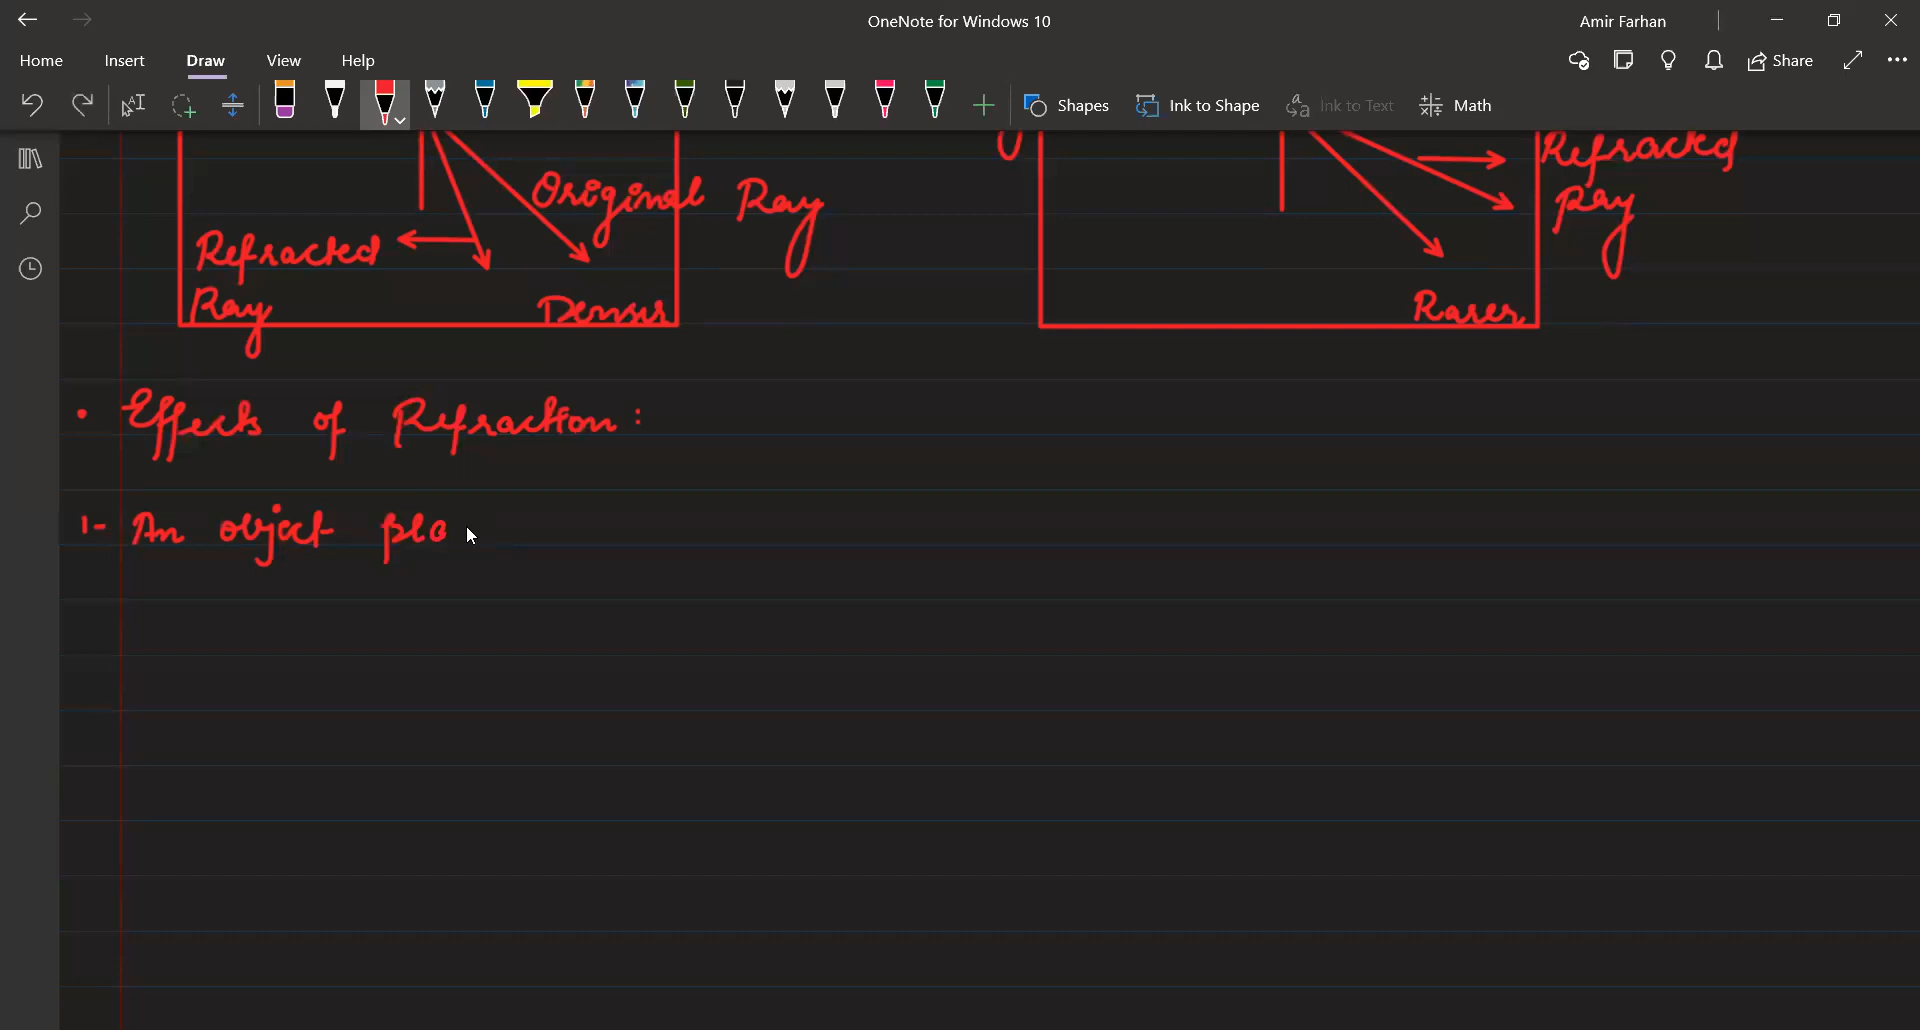 OneNote for Windows 10
Amir Farhan
Home Insert Draw View Help
Share
Shapes Ink to Shape Ink to Text Math
Original Ray
Refracted
Ray
Denser
Refracted
Ray
Rarer
• Effects of Refraction:
1- An object pla